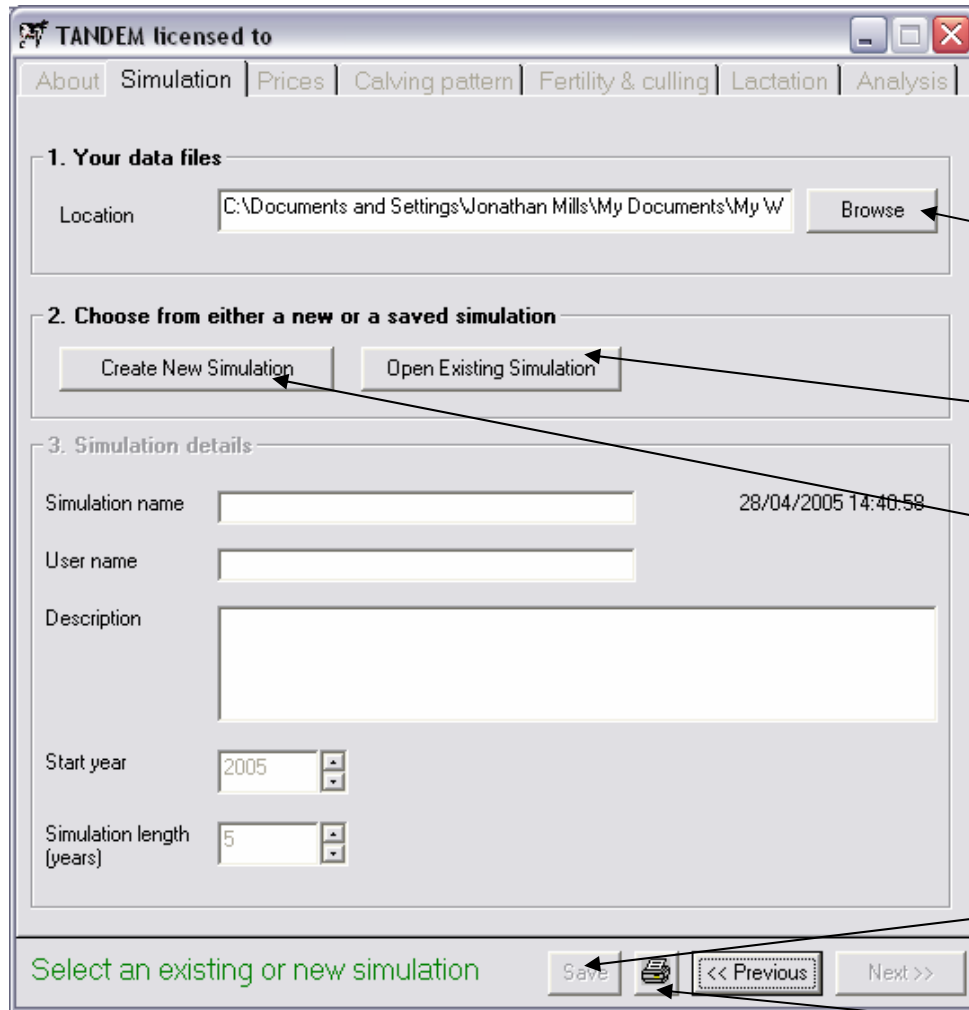 TANDEM licensed to
About Simulation Prices Calving pattern Fertility & culling Lactation Analysis
1. Your data files
Location C:\Documents and Settings\Jonathan Mills\My Documents\My W Browse
2. Choose from either a new or a saved simulation
Create New Simulation Open Existing Simulation
3. Simulation details
Simulation name 28/04/2005 14:40:58
User name
Description
Start year 2005
Simulation length 5
(years)
Select an existing or new simulation Save << Previous Next >>